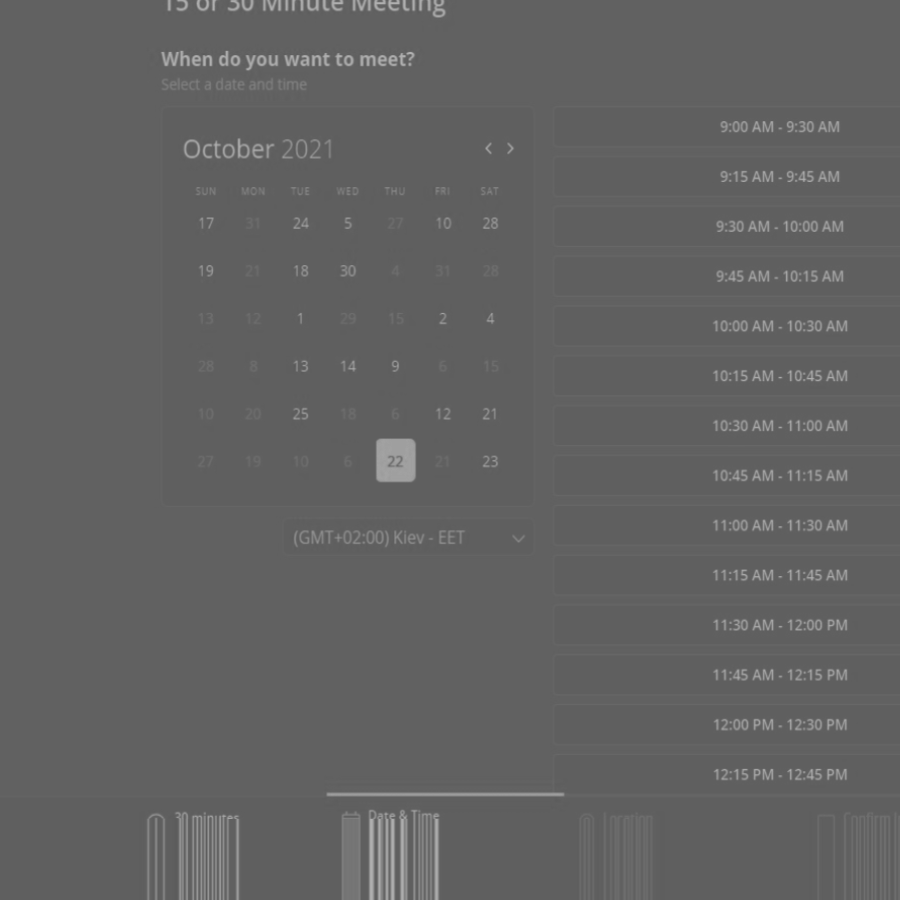 15 or 30 Minute Meeting
When do you want to meet?
Select a date and time
October 2021
SUN MON TUE WED THU FRI SAT
17 31 24 5 27 10 28
19 21 18 30 4 31 28
13 12 1 29 15 2 4
28 8 13 14 9 6 15
10 20 25 18 6 12 21
27 19 10 6 22 21 23
(GMT+02:00) Kiev - EET
9:00 AM - 9:30 AM
9:15 AM - 9:45 AM
9:30 AM - 10:00 AM
9:45 AM - 10:15 AM
10:00 AM - 10:30 AM
10:15 AM - 10:45 AM
10:30 AM - 11:00 AM
10:45 AM - 11:15 AM
11:00 AM - 11:30 AM
11:15 AM - 11:45 AM
11:30 AM - 12:00 PM
11:45 AM - 12:15 PM
12:00 PM - 12:30 PM
12:15 PM - 12:45 PM
30 minutes
Date & Time